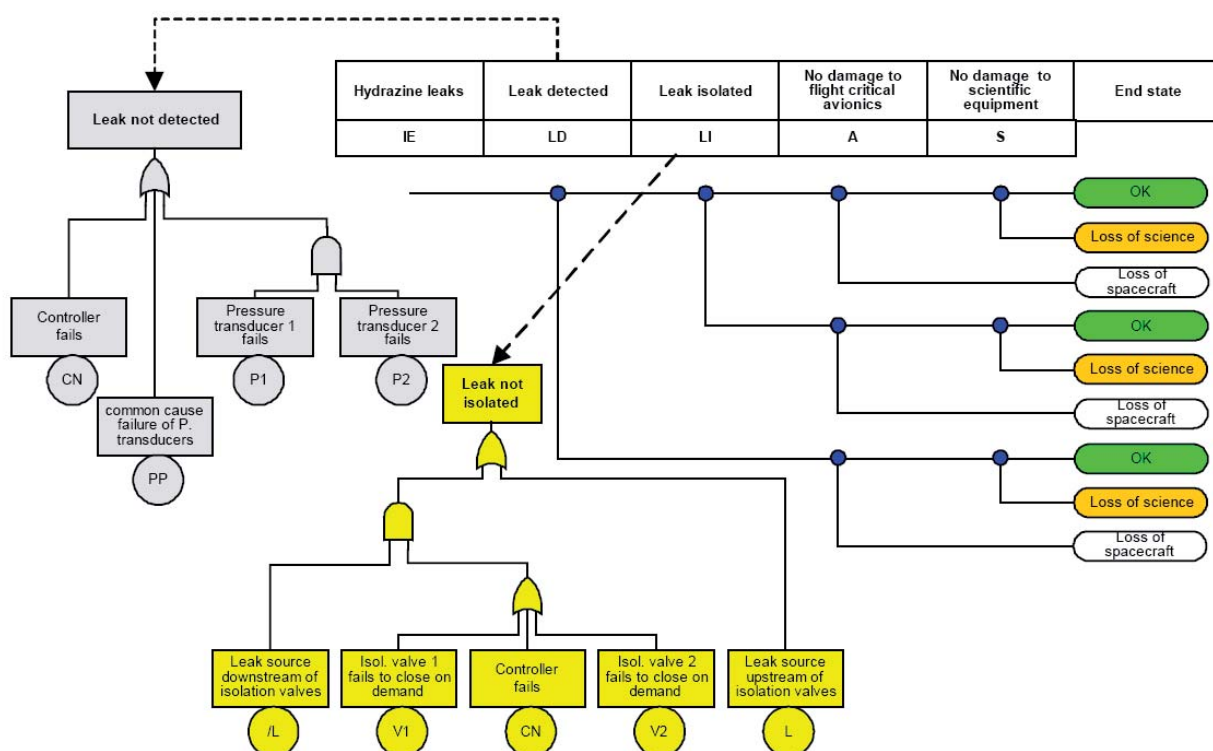 Hydrazine leaks
Leak detected
Leak isolated
No damage to
flight critical
avionics
No damage to
scientific
equipment
End state
IE
LD
LI
A
S
Leak not detected
OK
Loss of science
Loss of
spacecraft
OK
Loss of science
Loss of
spacecraft
OK
Loss of science
Loss of
spacecraft
Controller
fails
CN
common cause
failure of P.
transducers
PP
Pressure
transducer 1
fails
P1
Pressure
transducer 2
fails
P2
Leak not
isolated
Leak source
downstream of
isolation valves
/L
Isol. valve 1
fails to close on
demand
V1
Controller
fails
CN
Isol. valve 2
fails to close on
demand
V2
Leak source
upstream of
isolation valves
L